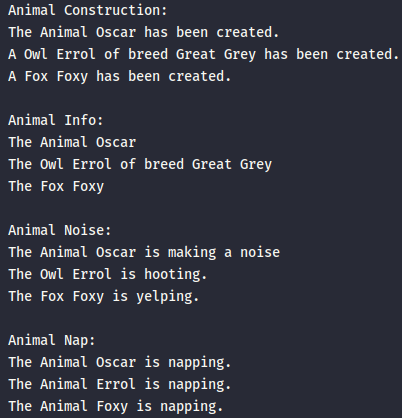 Animal Construction:
The Animal Oscar has been created.
A Owl Errol of breed Great Grey has been created.
A Fox Foxy has been created.
Animal Info:
The Animal Oscar
The Owl Errol of breed Great Grey
The Fox Foxy
Animal Noise:
The Animal Oscar is making a noise
The Owl Errol is hooting.
The Fox Foxy is yelping.
Animal Nap:
The Animal Oscar is napping.
The Animal Errol is napping.
The Animal Foxy is napping.